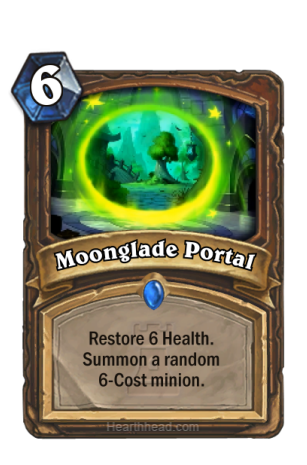 6
Moonglade Portal
Restore 6 Health.
Summon a random
6-Cost minion.
Hearthhead.com